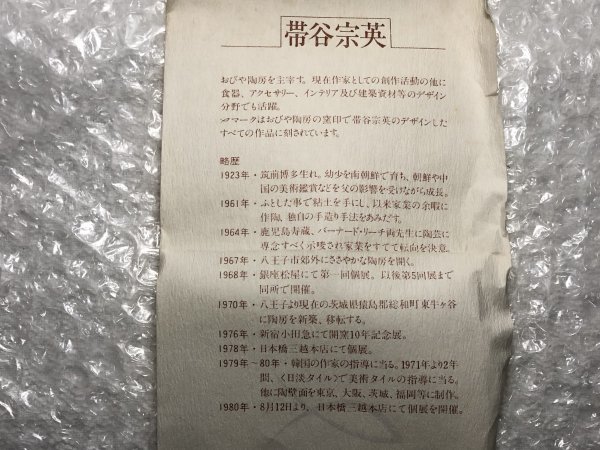 帯谷宗英
おびや陶房を主宰す。現在作家としての創作活動の他に
食器、アクセサリー、インテリア及び建築資材等のデザイン
分野でも活躍。
マークはおびや陶房の窯印で帯谷宗英のデザインした
すべての作品に刻されています。
略歴
1923年・筑前博多生れ。幼少を南朝鮮で育ち、朝鮮や中
国の美術鑑賞などを父の影響を受けながら成長。
1961年・ふとした事で粘土を手にし、以来家業の余暇に
作陶、独自の手造り手法をあみだす。
1964年・鹿児島寿蔵、バーナード・リーチ両先生に陶芸に
専念すべく示唆され家業をすてて転向を決意。
1967年・八王子市郊外にささやかな陶房を開く。
1968年・銀座松屋にて第一回個展。以後第5回展まで
同所で開催。
1970年・八王子より現在の茨城県猿島郡総和町東牛ヶ谷
に陶房を新築、移転する。
1976年・新宿小田急にて開窯10年記念展。
1978年・日本橋三越本店にて個展。
1979年～80年・韓国の作家の指導に当る。1971年より2年
間、〈日淡タイル〉で美術タイルの指導に当る。
他に陶壁面を東京、大阪、茨城、福岡等に制作。
1980年・8月12日より、日本橋三越本店にて個展を開催。